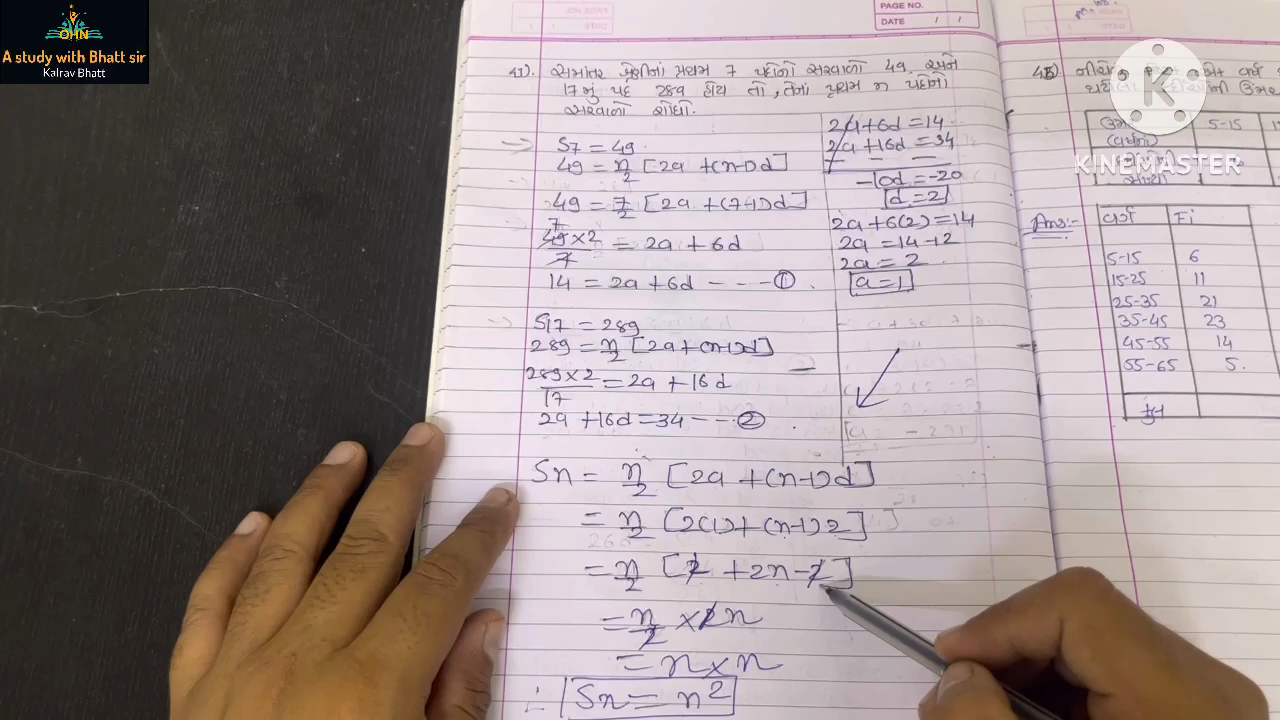 OHN
A study with Bhatt sir
Kalrav Bhatt
PAGE NO.
DATE / /
41). સમાંતર શ્રેણીનાં પ્રથમ 7 પદોનો સરવાળો 49 અને
17મું પદ 289 હોય તો, તેનાં પ્રથમ n પદોનો
સરવાળો શોધો.
S7 = 49
49 = n/2 [2a + (n-1)d]
49 = 7/2 [2a + (7-1)d]
7
49×2/7 = 2a + 6d
14 = 2a + 6d ---- ①
S17 = 289
289 = n/2 [2a + (n-1)d]
289×2/17 = 2a + 16d
2a + 16d = 34 --- ②
2a + 6d = 14
2a + 16d = 34
- - -
-10d = -20
d = 2
2a + 6(2) = 14
2a = 14 - 12
2a = 2
a = 1
Sn = n/2 [2a + (n-1)d]
= n/2 [2(1) + (n-1)2]
= n/2 [2 + 2n - 2]
= n/2 × 2n
= n × n
∴ Sn = n²
5-15
Ans:-
વર્ગ Fi
5-15 6
15-25 11
25-35 21
35-45 23
45-55 14
55-65 5.
કુલ
K
KINEMASTER